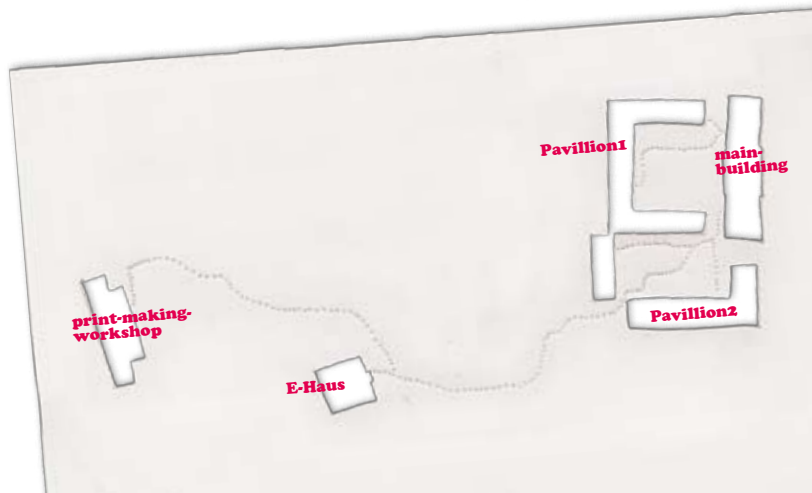 Pavillion1
main-
building
print-making-
workshop
Pavillion2
E-Haus